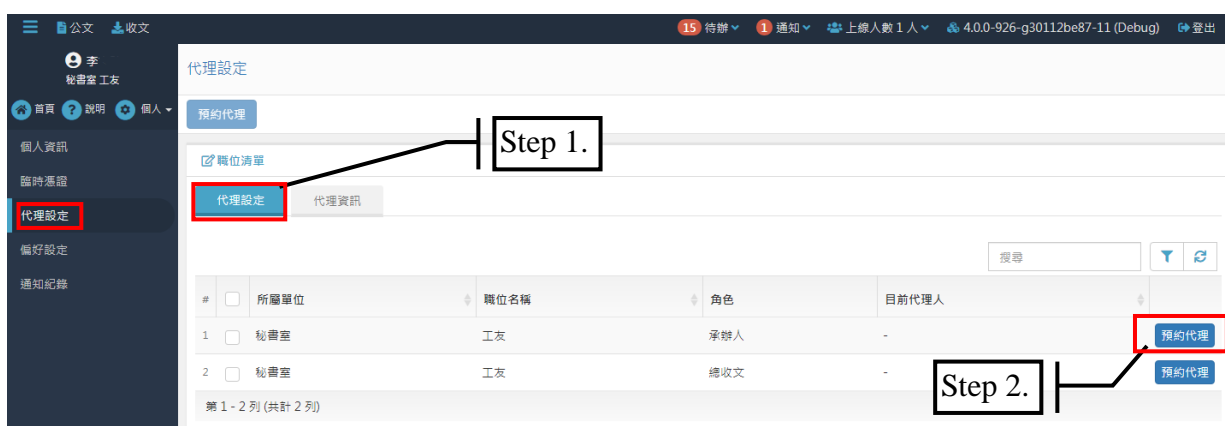 公文 收文 15 待辦 1 通知 上線人數 1 人 4.0.0-926-g30112be87-11 (Debug) 登出
李
秘書室 工友
首頁 說明 個人
代理設定
預約代理
個人資訊
臨時憑證
代理設定
偏好設定
通知紀錄
職位清單
Step 1.
代理設定 代理資訊
搜尋
# 所屬單位 職位名稱 角色 目前代理人
1 秘書室 工友 承辦人 - 預約代理
2 秘書室 工友 總收文 - 預約代理
Step 2.
第 1 - 2 列 (共計 2 列)